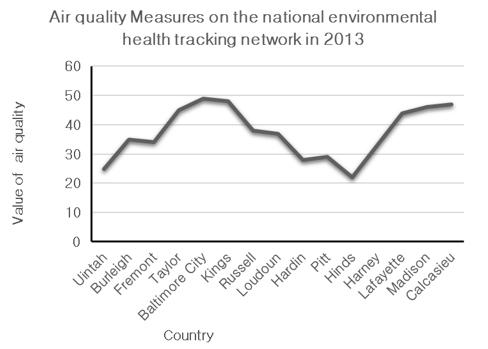 Air quality Measures on the national environmental
health tracking network in 2013
Value of air quality
60
50
40
30
20
10
0
Uintah
Burleigh
Fremont
Taylor
Baltimore City
Kings
Russell
Loudoun
Hardin
Pitt
Hinds
Harney
Lafayette
Madison
Calcasieu
Country